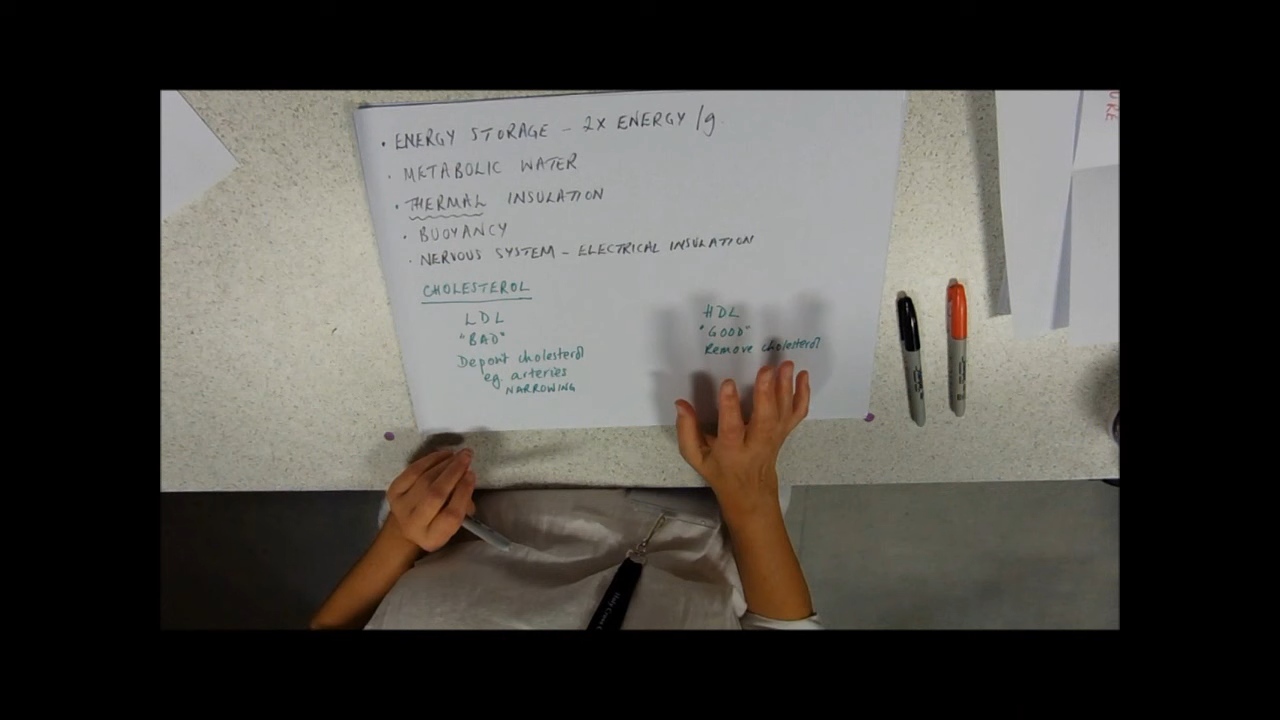 • ENERGY STORAGE – 2X ENERGY /g.
• METABOLIC WATER
• THERMAL INSULATION
• BUOYANCY
• NERVOUS SYSTEM – ELECTRICAL INSULATION
CHOLESTEROL
LDL
"BAD"
Deposit cholesterol
eg. arteries
NARROWING
HDL
"GOOD"
Remove cholesterol
URE